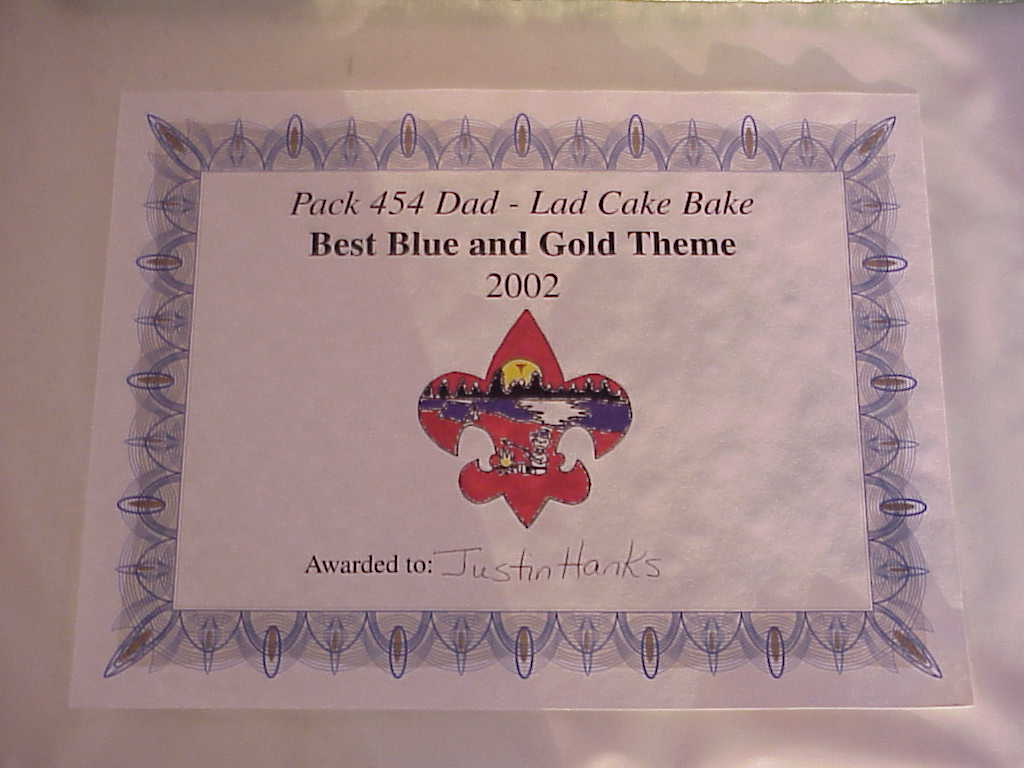 Pack 454 Dad - Lad Cake Bake
Best Blue and Gold Theme
2002
Awarded to: Justin Hanks